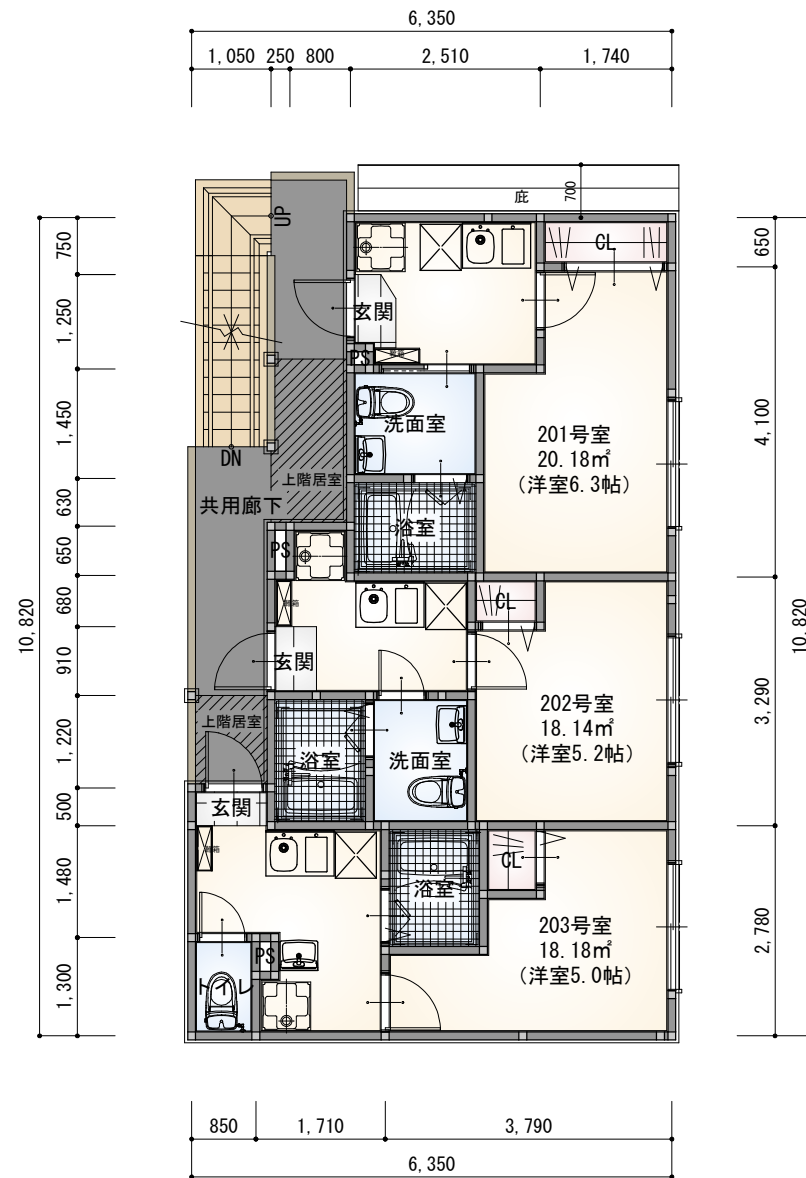 6,350
1,050 250 800 2,510 1,740
庇
700
UP
CL
玄関
PS
洗面室
201号室
20.18㎡
(洋室6.3帖)
DN
上階居室
共用廊下
浴室
PS
CL
玄関
202号室
18.14㎡
(洋室5.2帖)
上階居室
浴室
洗面室
玄関
CL
浴室
203号室
18.18㎡
(洋室5.0帖)
PS
トイレ
750
1,250
1,450
630
650
680
910
1,220
500
1,480
1,300
10,820
650
4,100
3,290
2,780
10,820
850 1,710 3,790
6,350